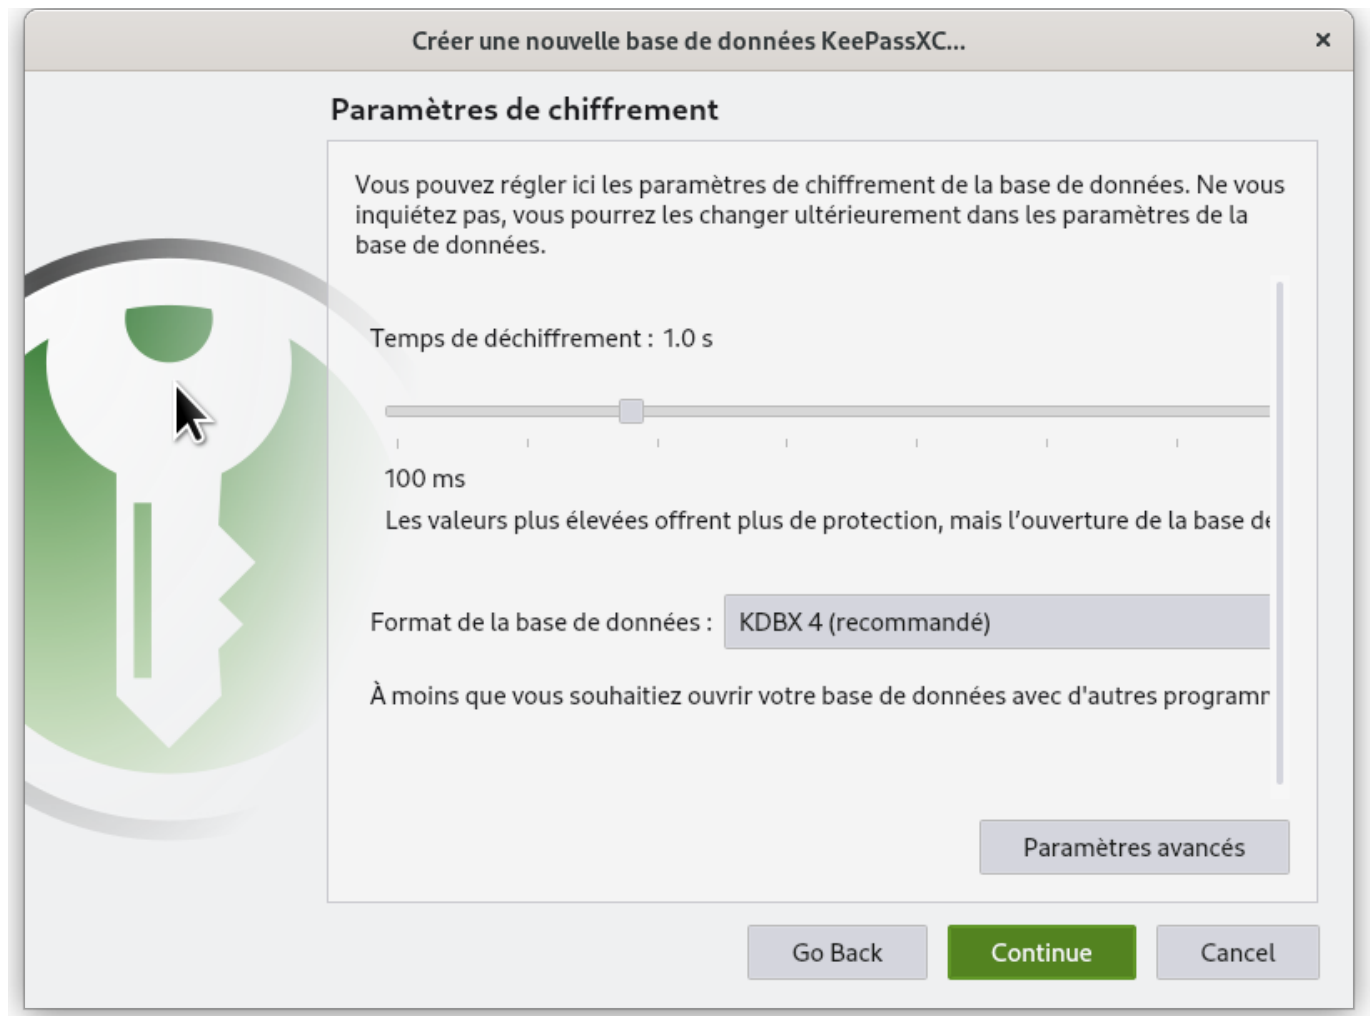 Créer une nouvelle base de données KeePassXC...
Paramètres de chiffrement
Vous pouvez régler ici les paramètres de chiffrement de la base de données. Ne vous
inquiétez pas, vous pourrez les changer ultérieurement dans les paramètres de la
base de données.
Temps de déchiffrement : 1.0 s
100 ms
Les valeurs plus élevées offrent plus de protection, mais l’ouverture de la base
Format de la base de données : KDBX 4 (recommandé)
À moins que vous souhaitiez ouvrir votre base de données avec d'autres
Paramètres avancés
Go Back Continue Cancel